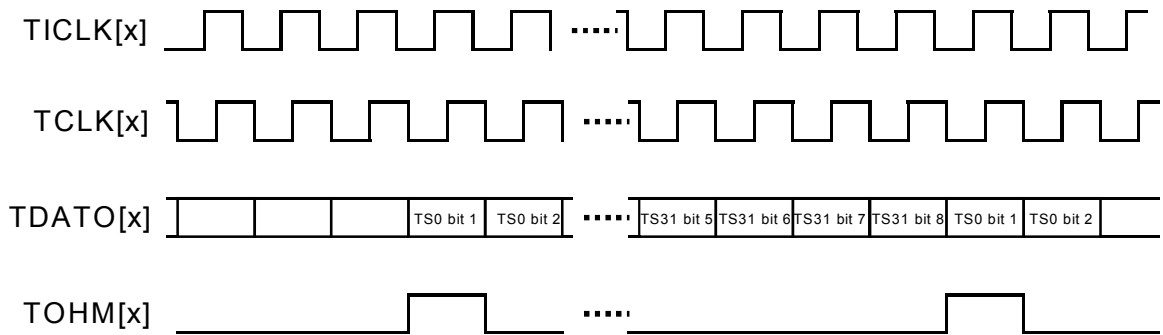 TICLK[x]
TCLK[x]
TDATO[x] TS0 bit 1 TS0 bit 2 TS31 bit 5 TS31 bit 6 TS31 bit 7 TS31 bit 8 TS0 bit 1 TS0 bit 2
TOHM[x]